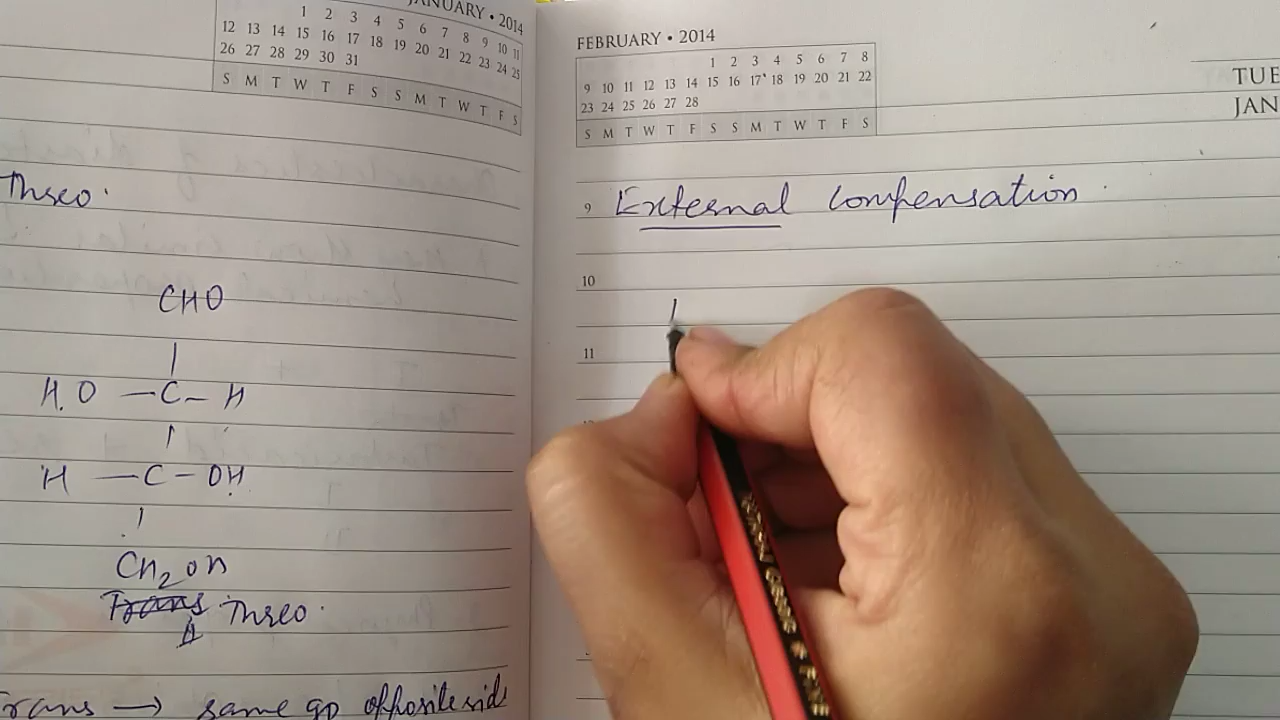 JANUARY • 2014
1 2 3 4 5 6 7 8 9 10 11
12 13 14 15 16 17 18 19 20 21 22 23 24 25
26 27 28 29 30 31
S M T W T F S S M T W T F S
Threo.
CHO
|
H.O — C – H
|
H — C – OH
|
CH2OH
Trans Threo.
Trans → same gp opposite side
FEBRUARY • 2014
1 2 3 4 5 6 7 8
9 10 11 12 13 14 15 16 17 18 19 20 21 22
23 24 25 26 27 28
S M T W T F S S M T W T F S
TUE
JAN
9 External Compensation
10
11